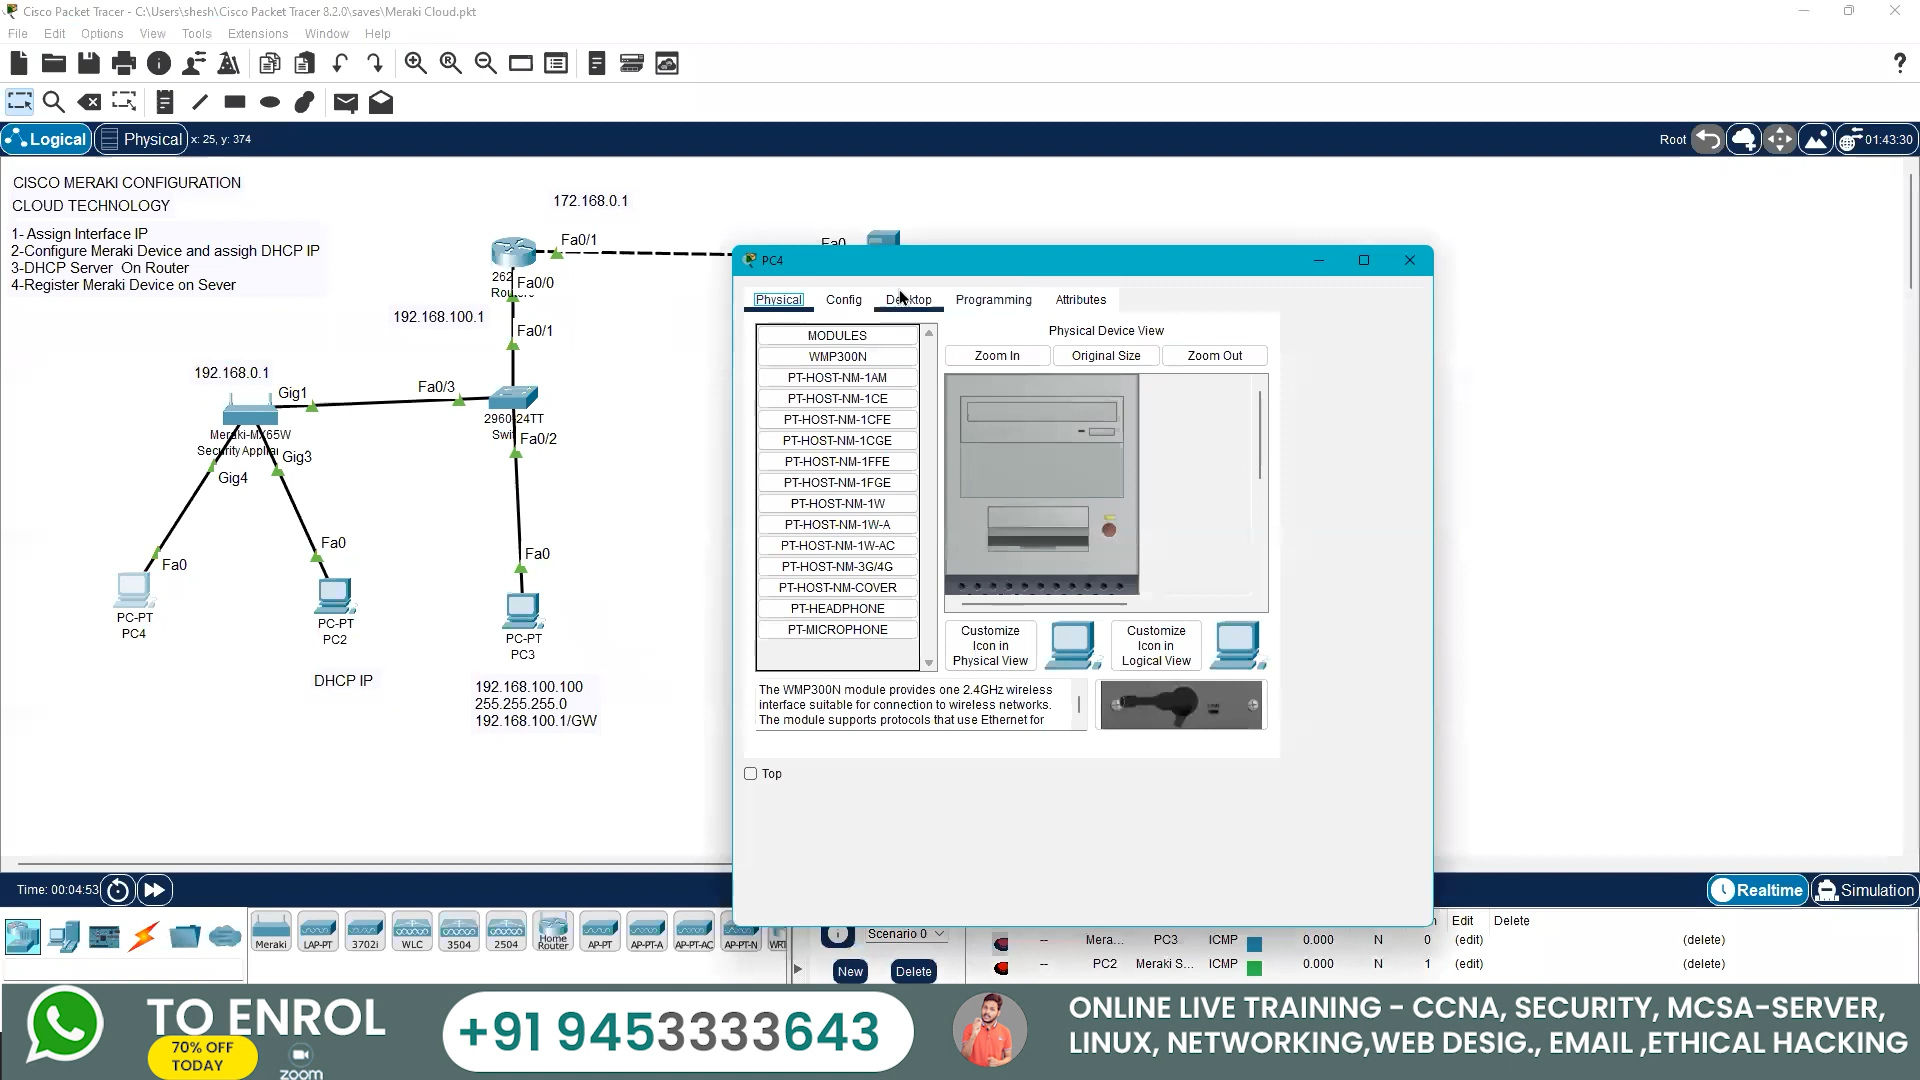 Cisco Packet Tracer - C:\Users\shesh\Cisco Packet Tracer 8.2.0\saves\Meraki Cloud.pkt
File Edit Options View Tools Extensions Window Help
Logical Physical x: 25, y: 374 Root 01:43:30
CISCO MERAKI CONFIGURATION
CLOUD TECHNOLOGY
1- Assign Interface IP
2-Configure Meraki Device and assigh DHCP IP
3-DHCP Server On Router
4-Register Meraki Device on Sever
172.168.0.1
Fa0/1
Fa0
262
Fa0/0
192.168.100.1
Fa0/1
192.168.0.1
Gig1
Fa0/3
2960-24TT
Fa0/2
Meraki-MX65W
Gig3
Gig4
Fa0
Fa0
Fa0
PC-PT
PC4
PC-PT
PC2
PC-PT
PC3
DHCP IP
192.168.100.100
255.255.255.0
192.168.100.1/GW
PC4
Physical Config Desktop Programming Attributes
MODULES
WMP300N
PT-HOST-NM-1AM
PT-HOST-NM-1CE
PT-HOST-NM-1CFE
PT-HOST-NM-1CGE
PT-HOST-NM-1FFE
PT-HOST-NM-1FGE
PT-HOST-NM-1W
PT-HOST-NM-1W-A
PT-HOST-NM-1W-AC
PT-HOST-NM-3G/4G
PT-HOST-NM-COVER
PT-HEADPHONE
PT-MICROPHONE
Physical Device View
Zoom In Original Size Zoom Out
Customize
Icon in
Physical View
Customize
Icon in
Logical View
The WMP300N module provides one 2.4GHz wireless
interface suitable for connection to wireless networks.
The module supports protocols that use Ethernet for
Top
Time: 00:04:53
Realtime Simulation
Meraki LAP-PT 3702i WLC 3504 2504 Home Router AP-PT AP-PT-A AP-PT-AC AP-PT-N WRT
Scenario 0
New Delete
Edit Delete
Mera... PC3 ICMP 0.000 N 0 (edit) (delete)
PC2 Meraki S... ICMP 0.000 N 1 (edit) (delete)
TO ENROL
70% OFF
TODAY
zoom
+91 9453333643
ONLINE LIVE TRAINING - CCNA, SECURITY, MCSA-SERVER,
LINUX, NETWORKING,WEB DESIG., EMAIL ,ETHICAL HACKING